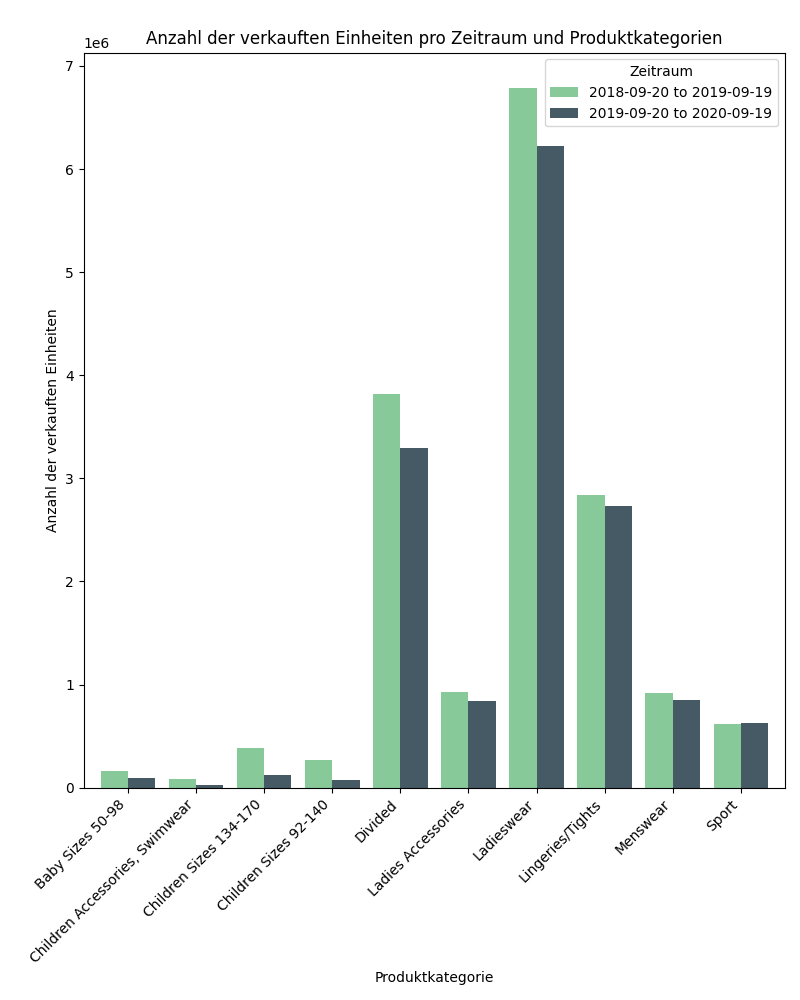 Anzahl der verkauften Einheiten pro Zeitraum und Produktkategorien
1e6
Zeitraum
2018-09-20 to 2019-09-19
2019-09-20 to 2020-09-19
7
6
5
4
3
2
1
0
Anzahl der verkauften Einheiten
Baby Sizes 50-98
Children Accessories, Swimwear
Children Sizes 134-170
Children Sizes 92-140
Divided
Ladies Accessories
Ladieswear
Lingeries/Tights
Menswear
Sport
Produktkategorie